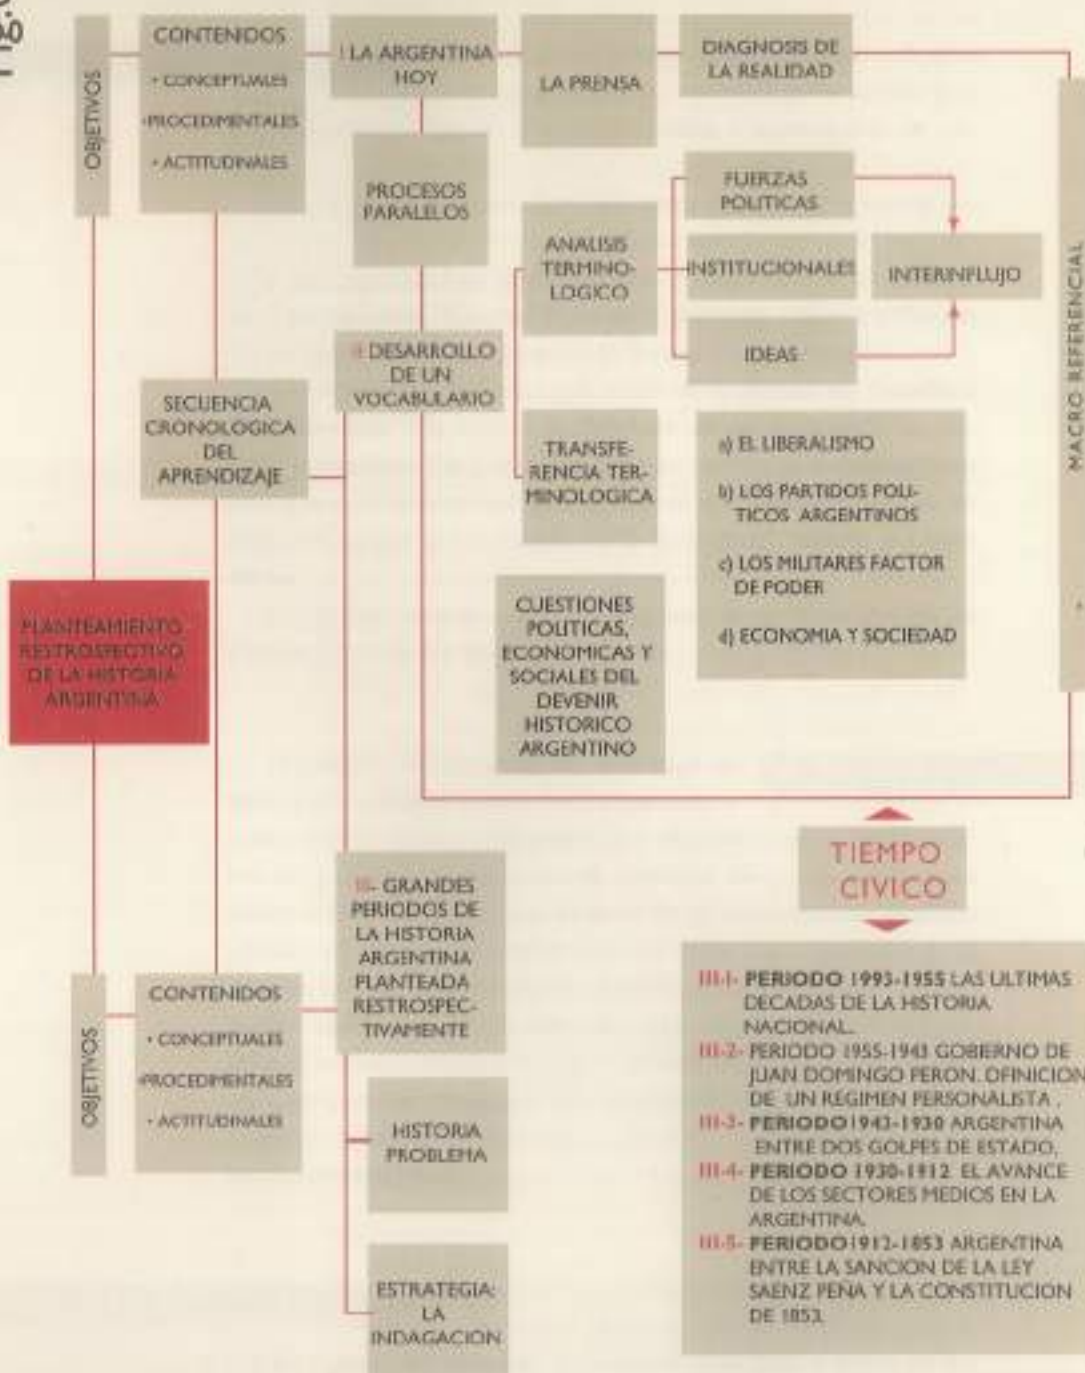 OBJETIVOS
CONTENIDOS
• CONCEPTUALES
•PROCEDIMENTALES
• ACTITUDINALES
I LA ARGENTINA
HOY
LA PRENSA
DIAGNOSIS DE
LA REALIDAD
PROCESOS
PARALELOS
ANALISIS
TERMINO-
LOGICO
FUERZAS
POLITICAS
INSTITUCIONALES
IDEAS
INTERINFLUJO
MACRO REFERENCIAL
DESARROLLO
DE UN
VOCABULARIO
SECUENCIA
CRONOLOGICA
DEL
APRENDIZAJE
TRANSFE-
RENCIA TER-
MINOLOGICA
a) EL LIBERALISMO
b) LOS PARTIDOS POLI-
TICOS ARGENTINOS
c) LOS MILITARES FACTOR
DE PODER
d) ECONOMIA Y SOCIEDAD
PLANTEAMIENTO
RESTROSPECTIVO
DE LA HISTORIA
ARGENTINA
CUESTIONES
POLITICAS,
ECONOMICAS Y
SOCIALES DEL
DEVENIR
HISTORICO
ARGENTINO
TIEMPO
CIVICO
III- GRANDES
PERIODOS DE
LA HISTORIA
ARGENTINA
PLANTEADA
RESTROSPEC-
TIVAMENTE
OBJETIVOS
CONTENIDOS
• CONCEPTUALES
•PROCEDIMENTALES
• ACTITUDINALES
HISTORIA
PROBLEMA
ESTRATEGIA:
LA
INDAGACION
III-1- PERIODO 1993-1955 LAS ULTIMAS
DECADAS DE LA HISTORIA
NACIONAL.
III-2- PERIODO 1955-1943 GOBIERNO DE
JUAN DOMINGO PERON. DFINICION
DE UN REGIMEN PERSONALISTA.
III-3- PERIODO 1943-1930 ARGENTINA
ENTRE DOS GOLPES DE ESTADO.
III-4- PERIODO 1930-1912 EL AVANCE
DE LOS SECTORES MEDIOS EN LA
ARGENTINA.
III-5- PERIODO 1912-1853 ARGENTINA
ENTRE LA SANCION DE LA LEY
SAENZ PEÑA Y LA CONSTITUCION
DE 1853.